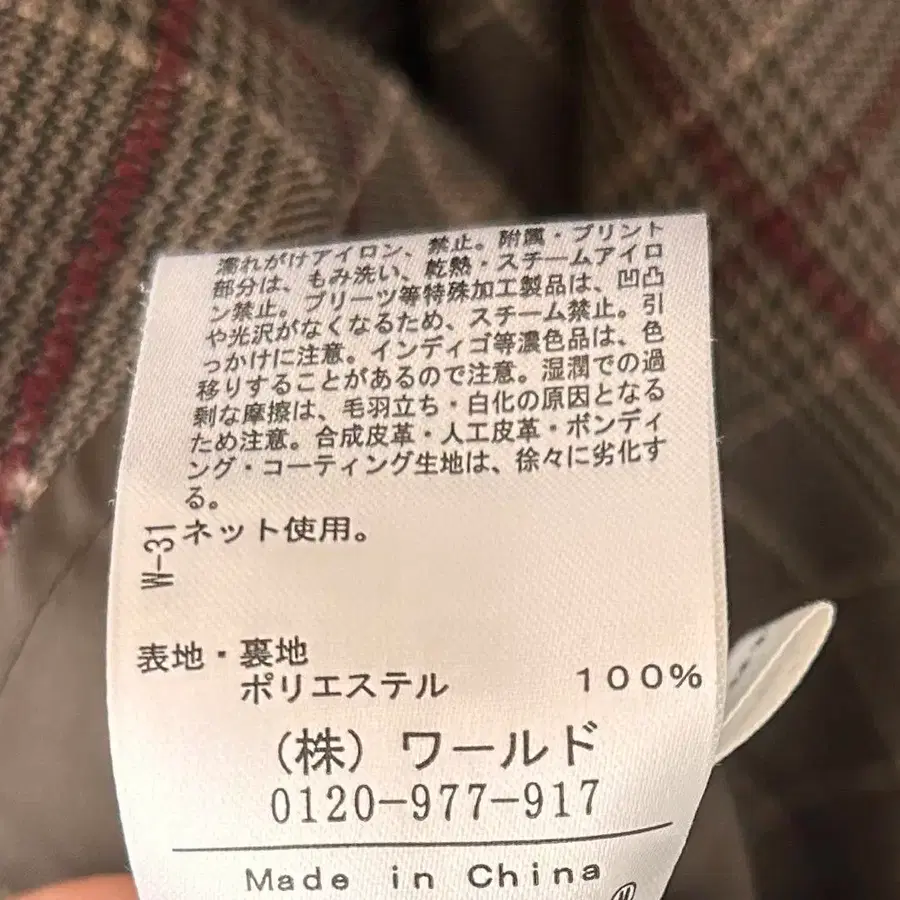 濡れがけアイロン、禁止。附属・プリント
部分は、もみ洗い、乾熱・スチームアイロ
ン禁止。プリーツ等特殊加工製品は、凹凸
や光沢がなくなるため、スチーム禁止。引
っかけに注意。インディゴ等濃色品は、色
移りすることがあるので注意。湿潤での過
剰な摩擦は、毛羽立ち・白化の原因となる
ため注意。合成皮革・人工皮革・ボンディ
ング・コーティング生地は、徐々に劣化す
る。
ネット使用。
W-31
表地・裏地
ポリエステル 100%
(株) ワールド
0120-977-917
Made in China